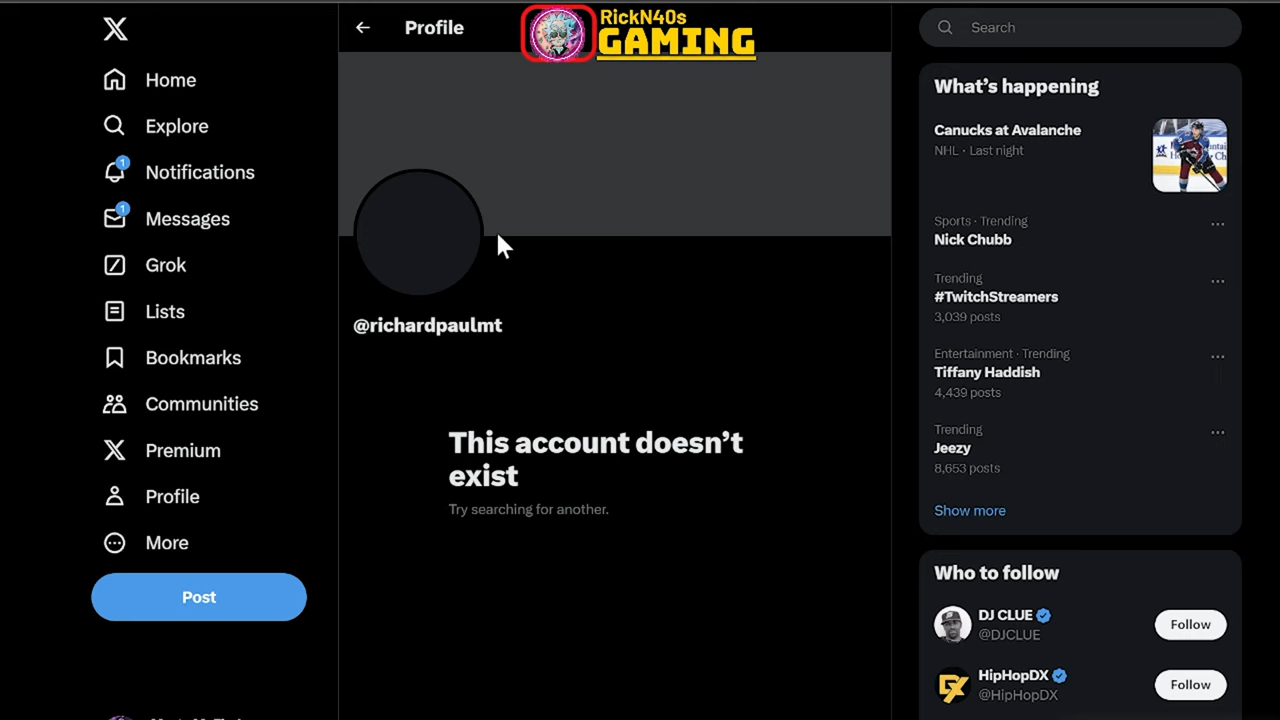 RickN40s
GAMING
Profile
Search
Home
Explore
1
Notifications
1
Messages
Grok
Lists
Bookmarks
Communities
Premium
Profile
More
Post
@richardpaulmt
This account doesn’t
exist
Try searching for another.
What’s happening
Canucks at Avalanche
NHL · Last night
Sports · Trending
Nick Chubb
Trending
#TwitchStreamers
3,039 posts
Entertainment · Trending
Tiffany Haddish
4,439 posts
Trending
Jeezy
8,653 posts
Show more
Who to follow
DJ CLUE
@DJCLUE
Follow
HipHopDX
@HipHopDX
Follow